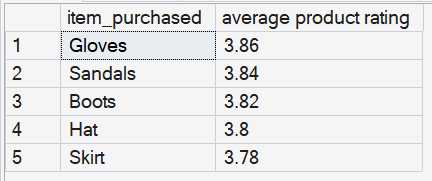 item_purchased average product rating
1 Gloves 3.86
2 Sandals 3.84
3 Boots 3.82
4 Hat 3.8
5 Skirt 3.78